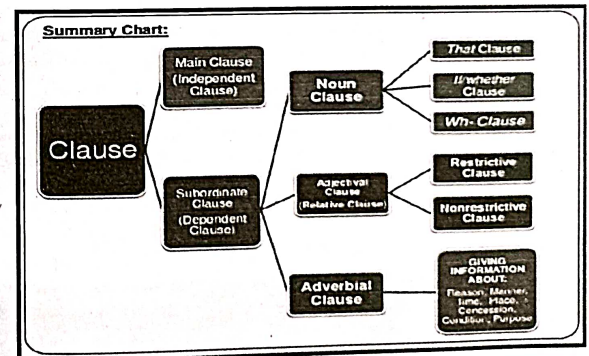 Summary Chart:
Clause
Main Clause
(Independent
Clause)
Subordinate
Clause
(Dependent
Clause)
Noun
Clause
That Clause
If/whether
Clause
Wh- Clause
Adjectival
Clause
(Relative Clause)
Restrictive
Clause
Nonrestrictive
Clause
Adverbial
Clause
GIVING
INFORMATION
ABOUT:
Reason, Manner,
Time, Place,
Concession,
Condition, Purpose